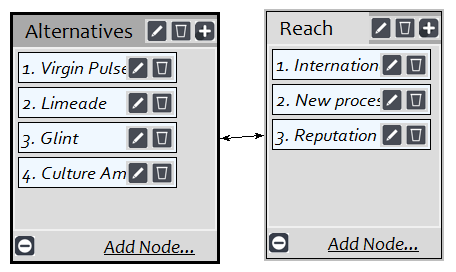 Alternatives
1. Virgin Pulse
2. Limeade
3. Glint
4. Culture Am
Add Node...
Reach
1. Internation
2. New proces
3. Reputation
Add Node...